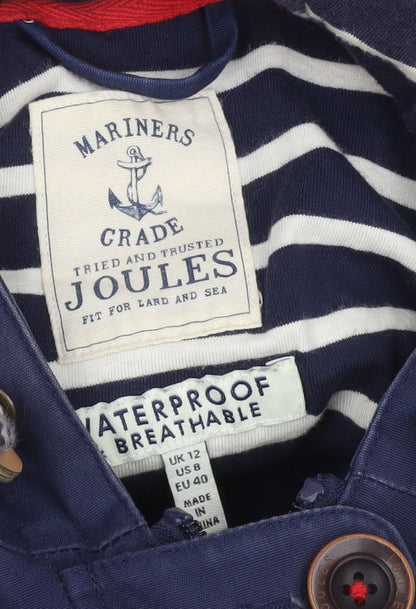 MARINERS
GRADE
TRIED AND TRUSTED
JOULES
FIT FOR LAND AND SEA
WATERPROOF
& BREATHABLE
UK 12
US 8
EU 40
MADE
IN
CHINA